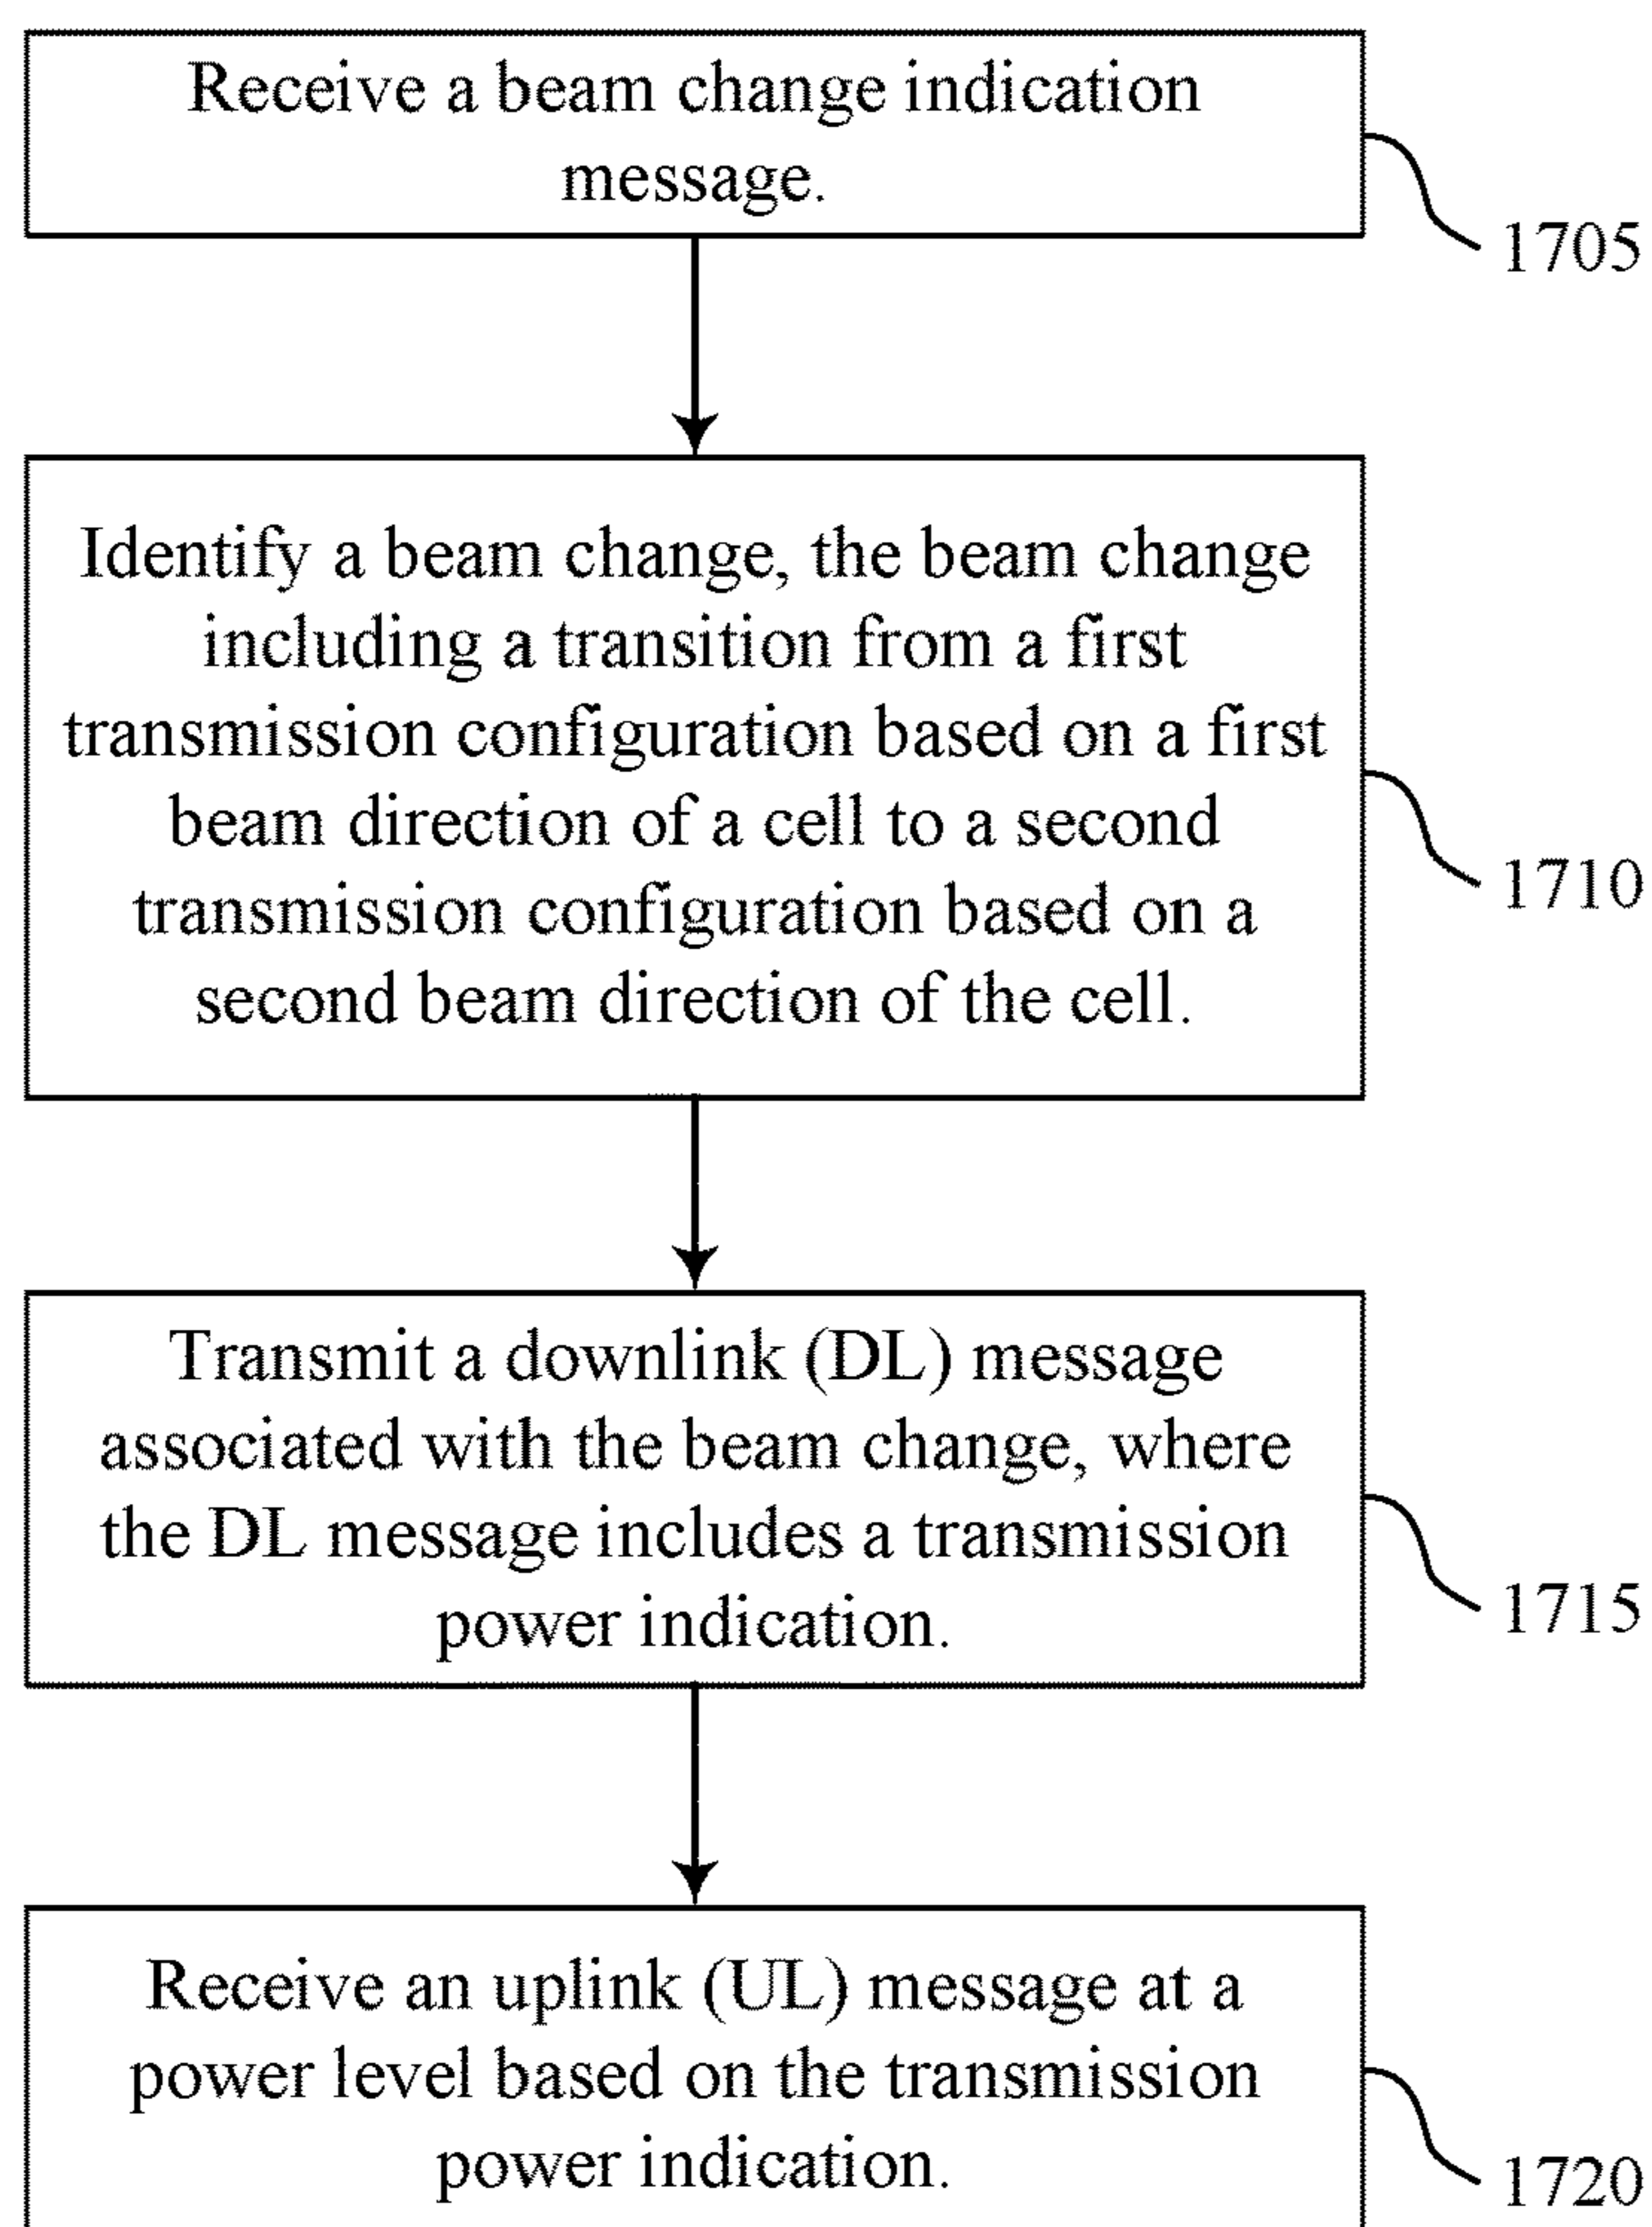 Receive a beam change indication
message.
1705
Identify a beam change, the beam change
including a transition from a first
transmission configuration based on a first
beam direction of a cell to a second
transmission configuration based on a
second beam direction of the cell.
1710
Transmit a downlink (DL) message
associated with the beam change, where
the DL message includes a transmission
power indication.
1715
Receive an uplink (UL) message at a
power level based on the transmission
power indication.
1720